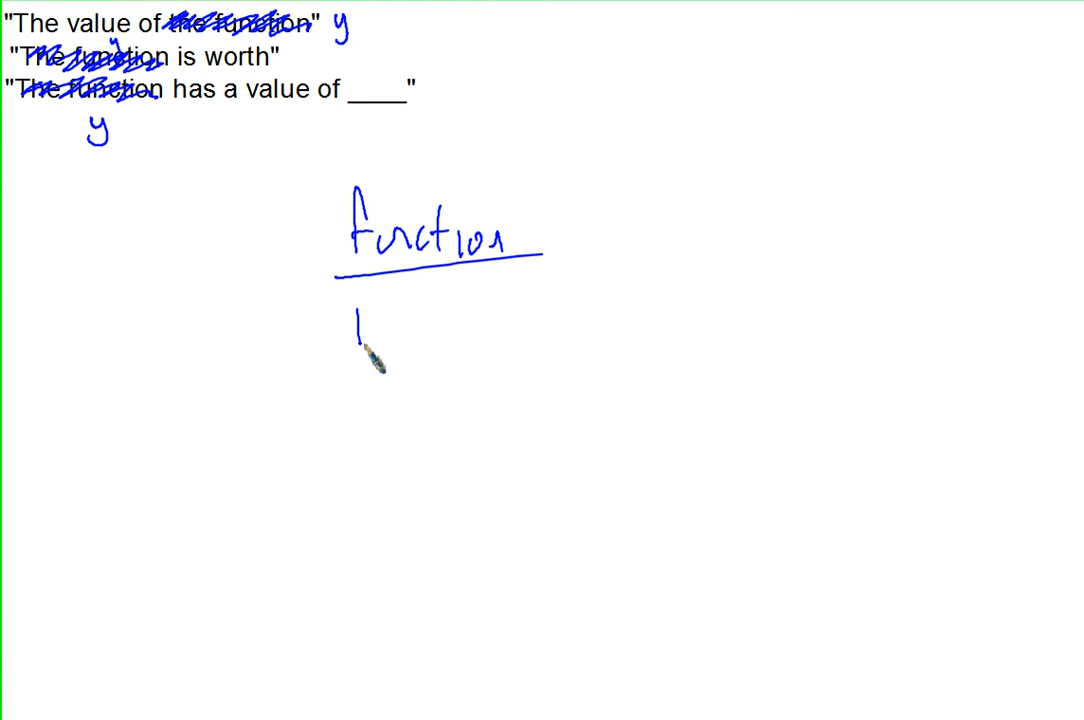 "The value of the function" y
y
"The function is worth"
"The function has a value of ____"
y
function